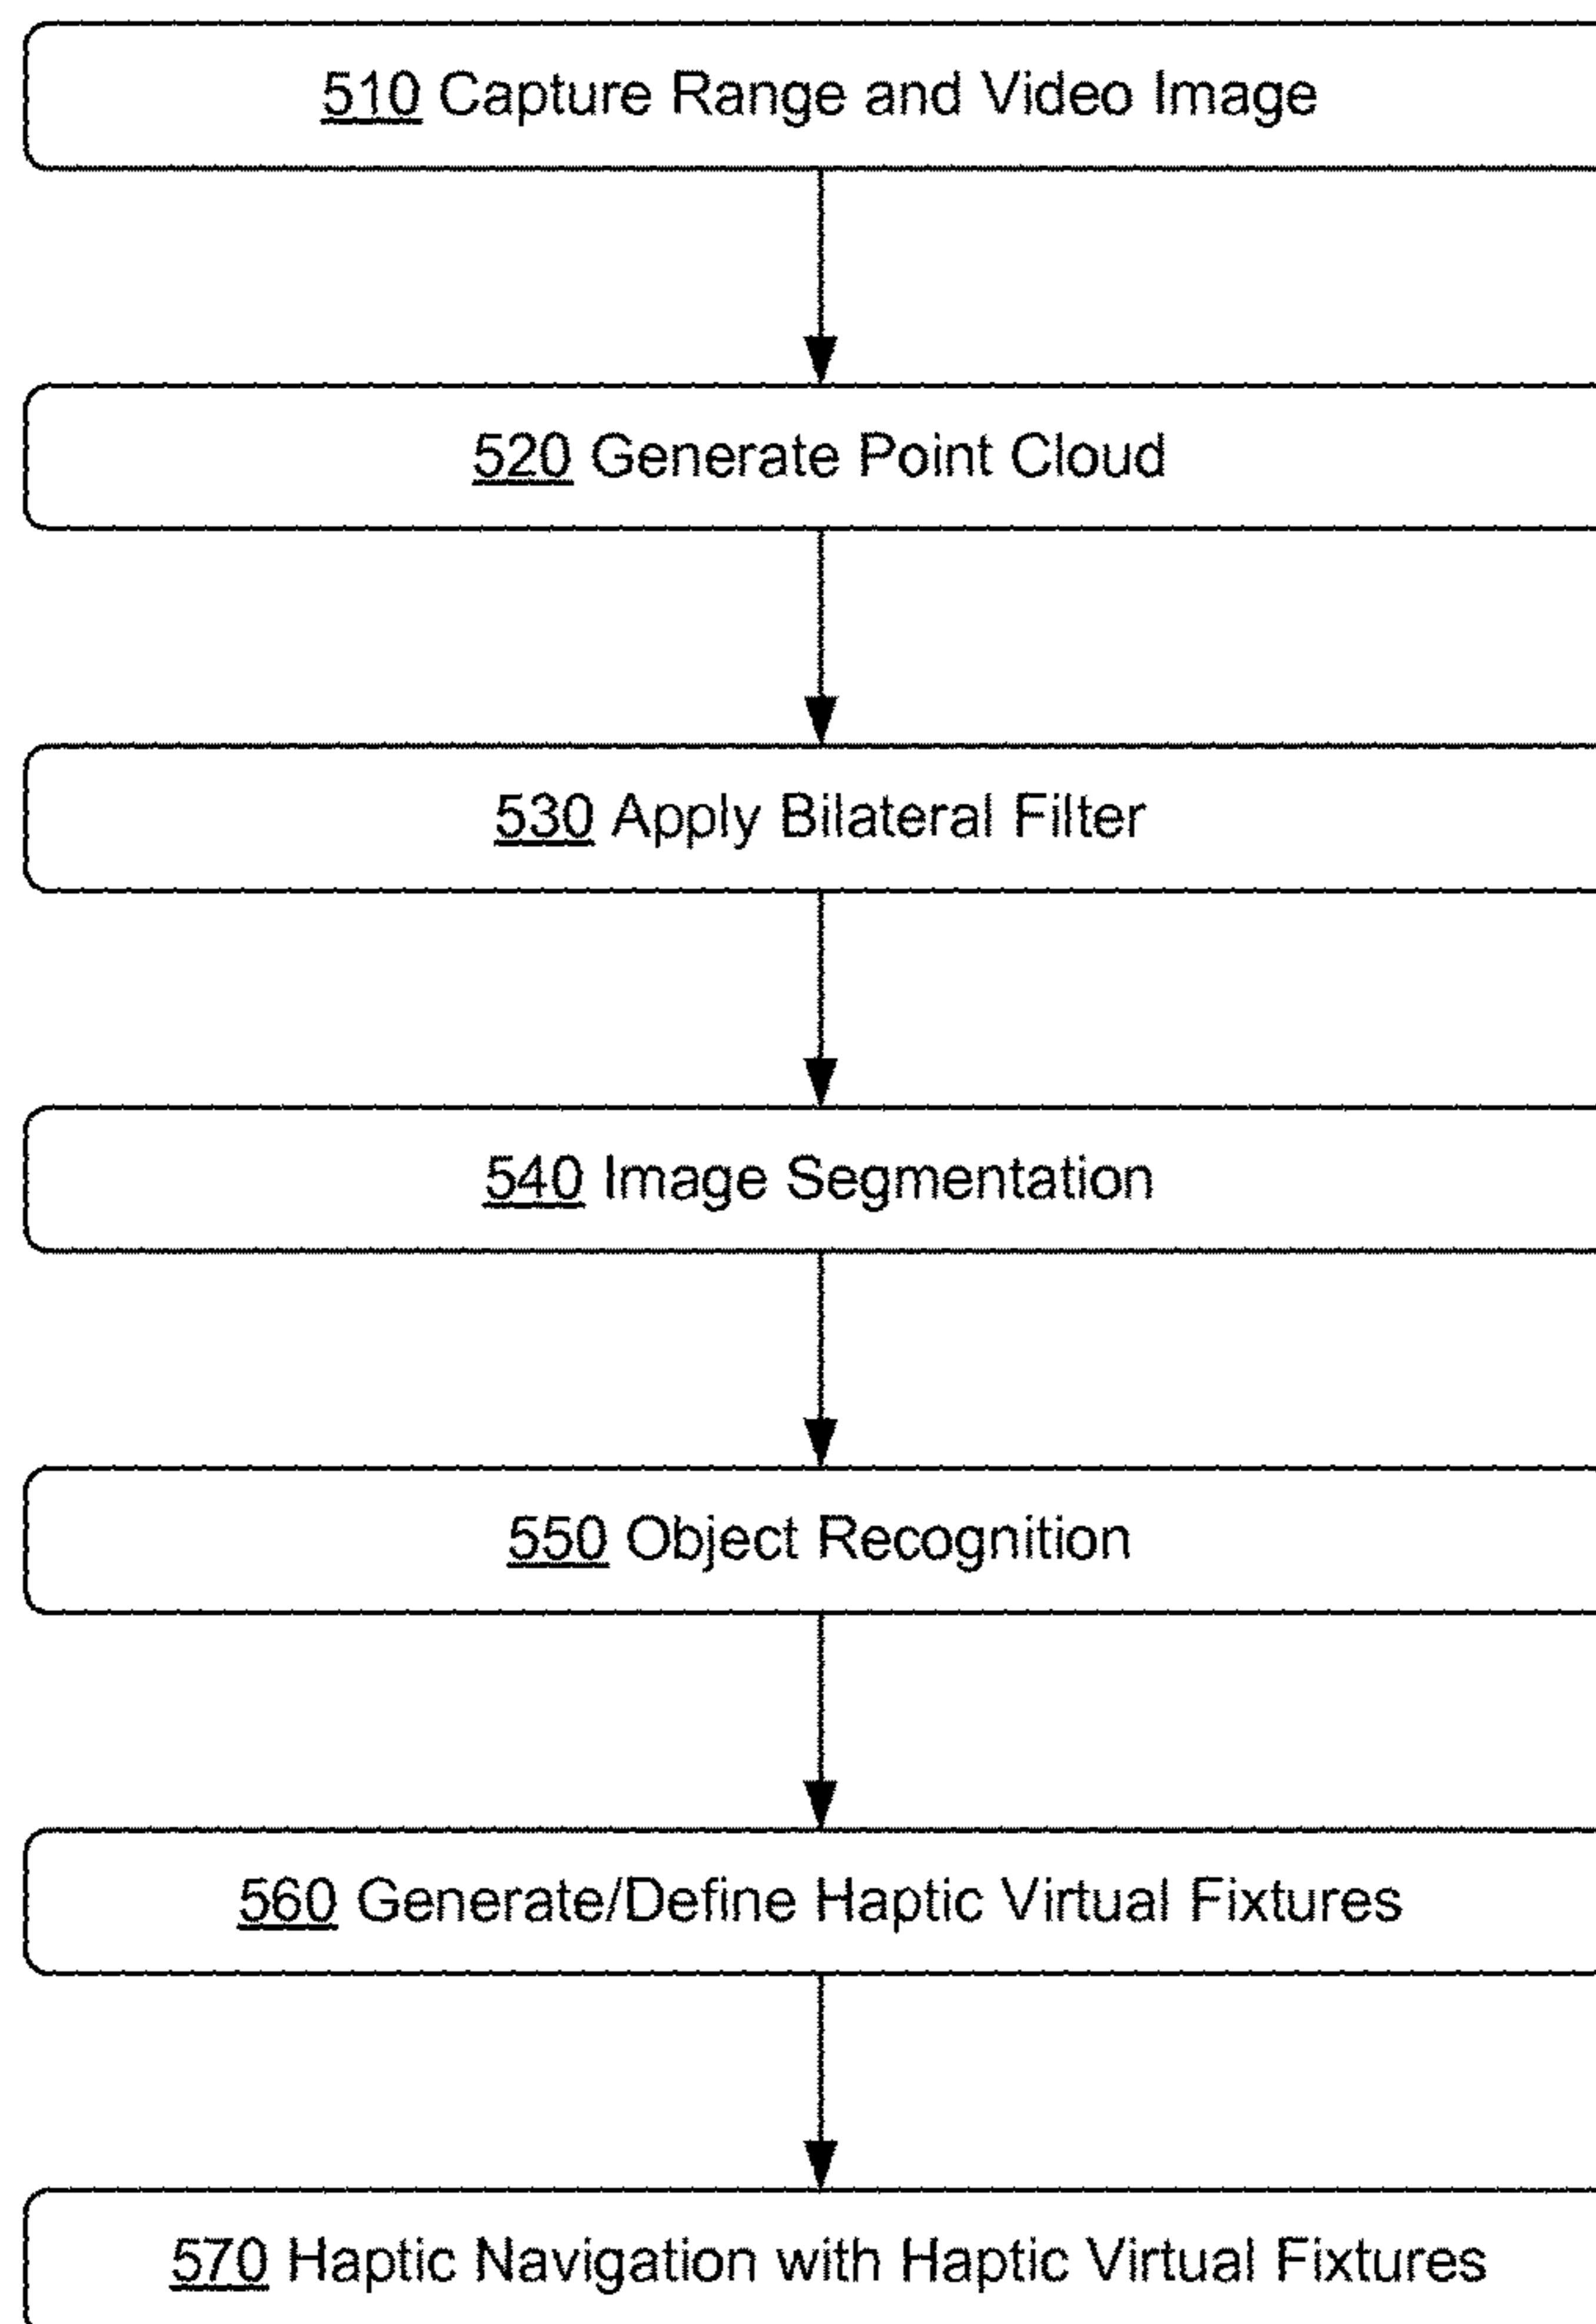 510 Capture Range and Video Image
520 Generate Point Cloud
530 Apply Bilateral Filter
540 Image Segmentation
550 Object Recognition
560 Generate/Define Haptic Virtual Fixtures
570 Haptic Navigation with Haptic Virtual Fixtures